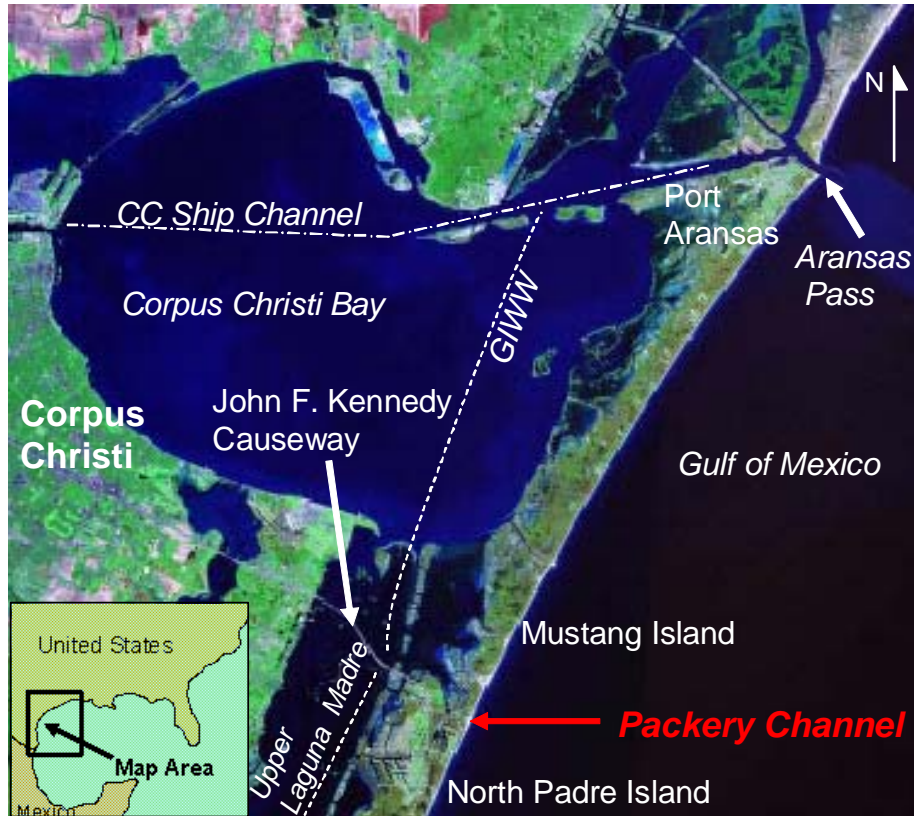 N
CC Ship Channel
Port
Aransas
Aransas
Pass
Corpus Christi Bay
GIWW
John F. Kennedy
Causeway
Corpus
Christi
Gulf of Mexico
United States
Map Area
Mexico
Mustang Island
Upper
Laguna Madre
Packery Channel
North Padre Island